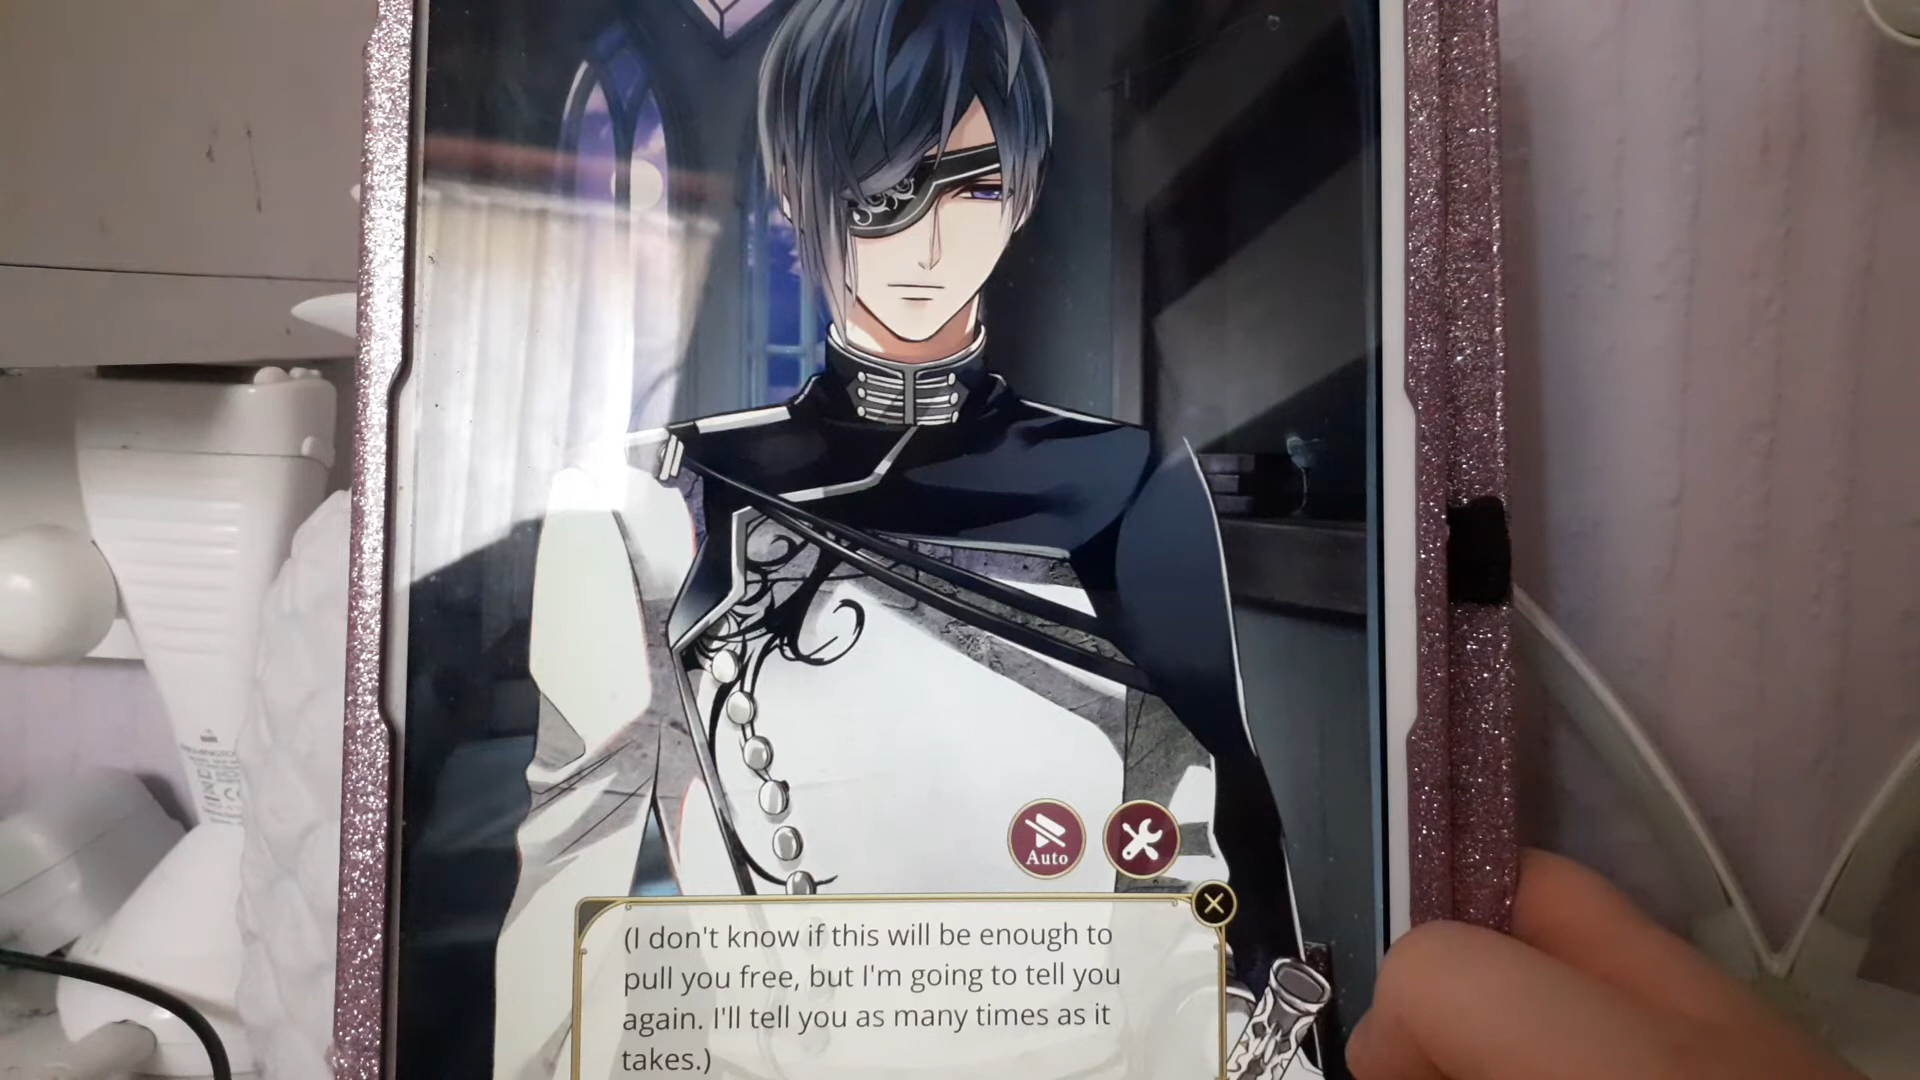 Auto
(I don't know if this will be enough to
pull you free, but I'm going to tell you
again. I'll tell you as many times as it
takes.)